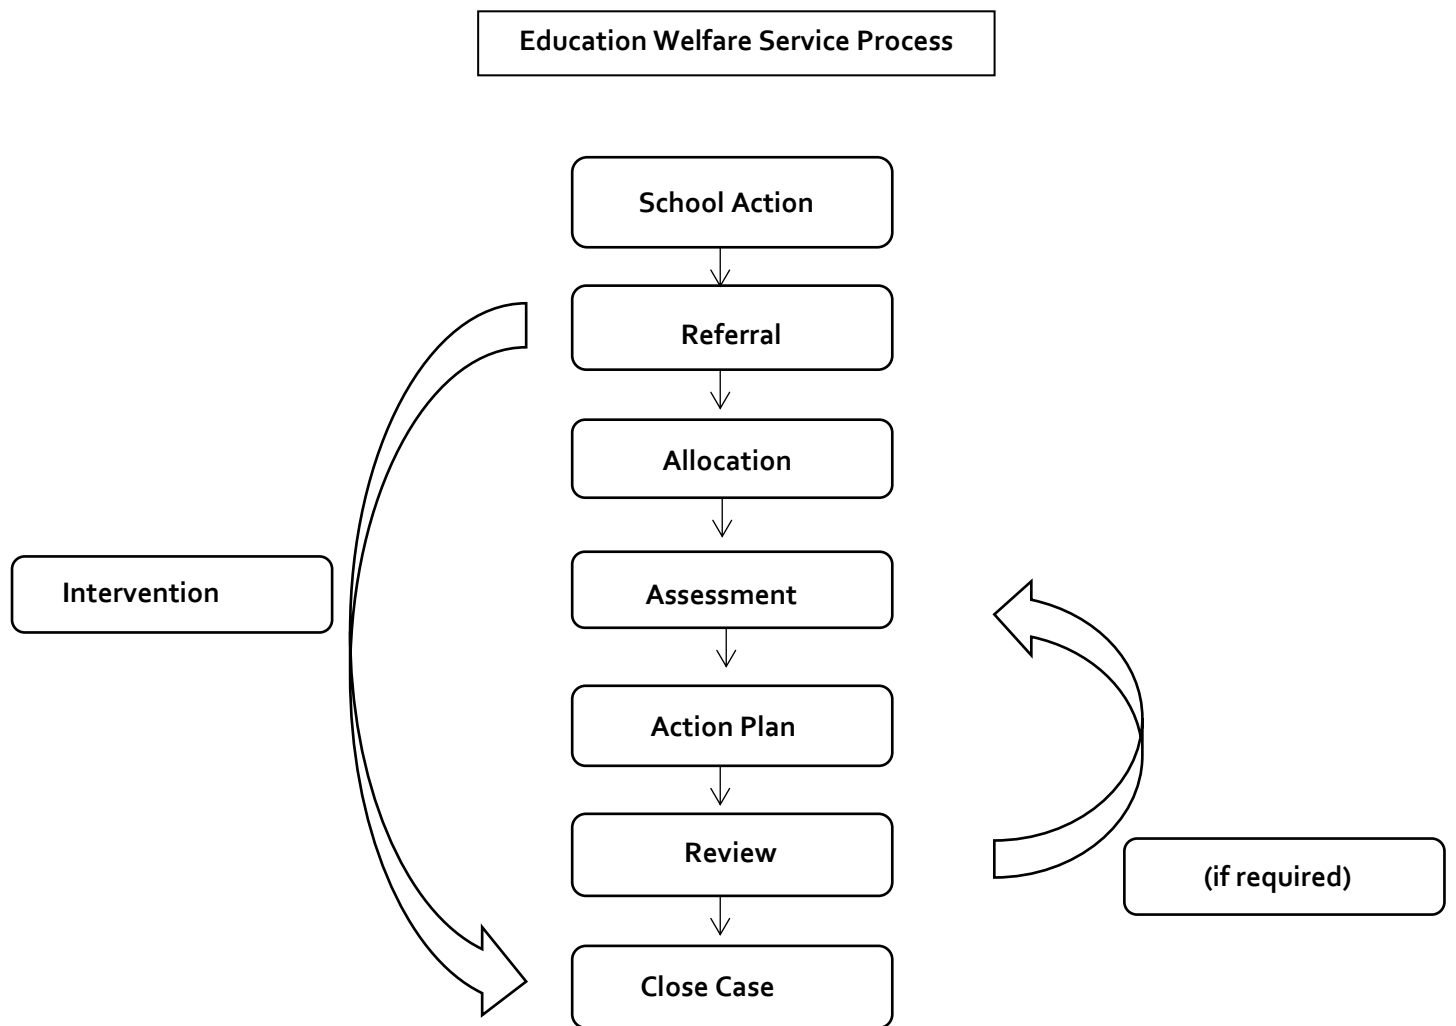 Education Welfare Service Process
School Action
Referral
Allocation
Intervention
Assessment
Action Plan
Review
(if required)
Close Case